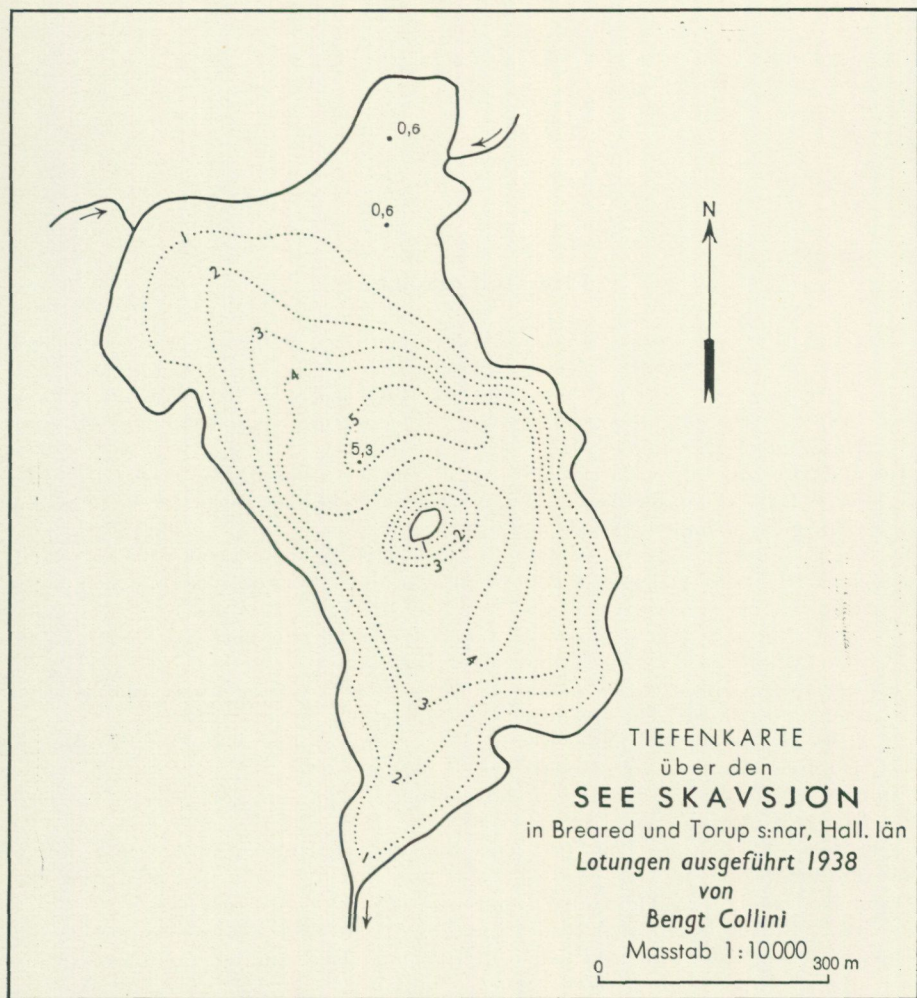 0,6
0,6
N
1
2
3
4
5
5,3
1
2
3
4
3
2
1
TIEFENKARTE
über den
SEE SKAVSJÖN
in Breared und Torup s:nar, Hall. län
Lotungen ausgeführt 1938
von
Bengt Collini
Masstab 1:10000
0 300 m